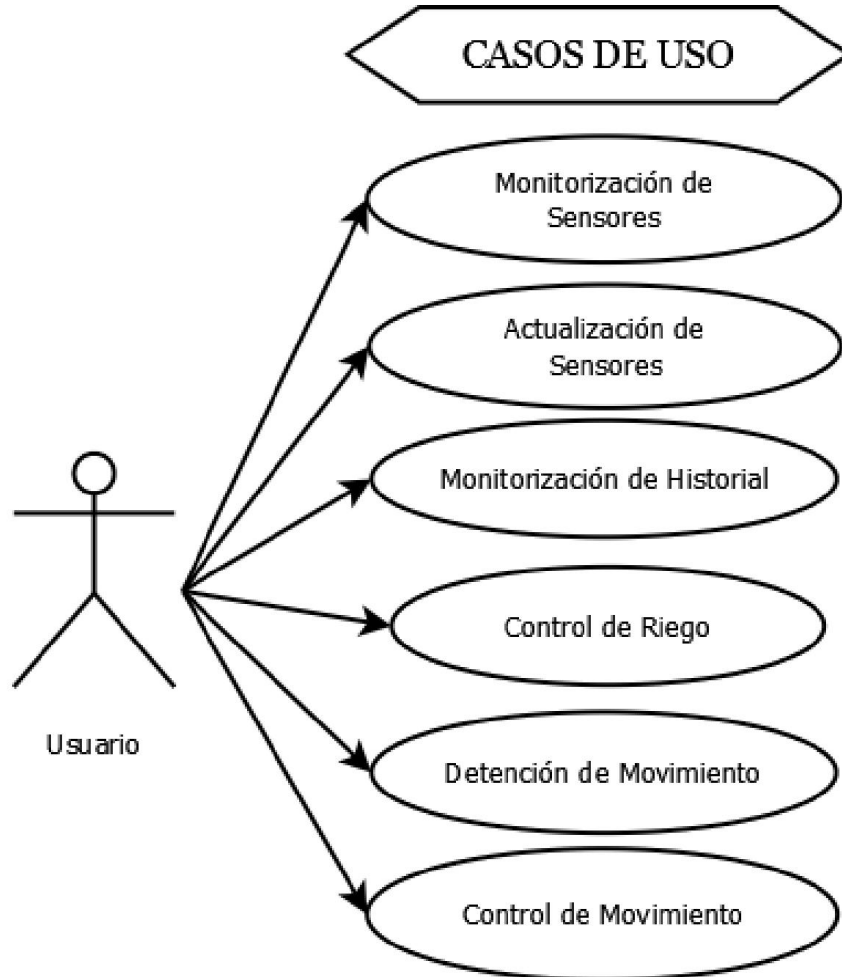 CASOS DE USO
Monitorización de
Sensores
Actualización de
Sensores
Monitorización de Historial
Control de Riego
Usuario
Detención de Movimiento
Control de Movimiento